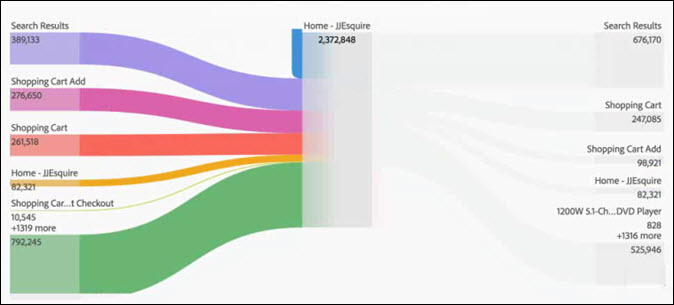 Search Results
389,133
Shopping Cart Add
276,650
Shopping Cart
261,518
Home - JJEsquire
82,321
Shopping Car...t Checkout
10,545
+1319 more
792,245
Home - JJEsquire
2,372,848
Search Results
676,170
Shopping Cart
247,085
Shopping Cart Add
98,921
Home - JJEsquire
82,321
1200W 5.1-Ch...DVD Player
828
+1316 more
525,946